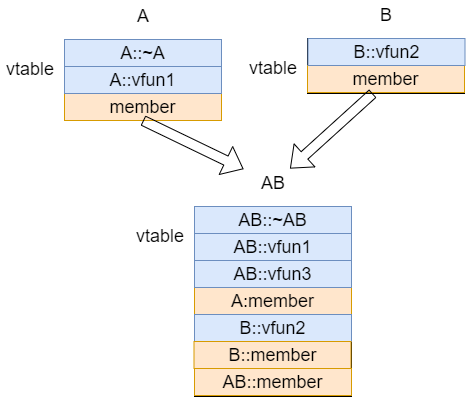 A
vtable
A::~A
A::vfun1
member
B
vtable
B::vfun2
member
AB
vtable
AB::~AB
AB::vfun1
AB::vfun3
A:member
B::vfun2
B::member
AB::member